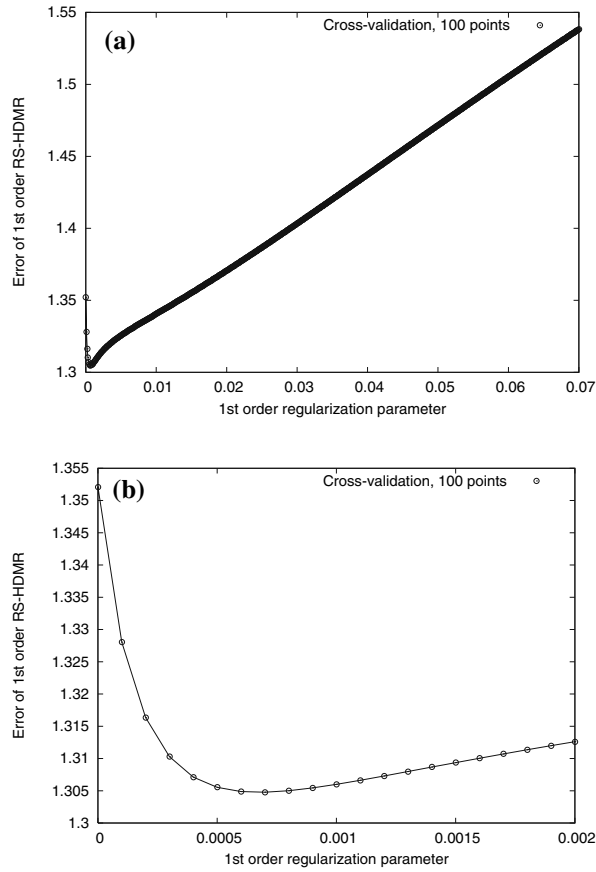 (a)
Cross-validation, 100 points
Error of 1st order RS-HDMR
1.55
1.5
1.45
1.4
1.35
1.3
0 0.01 0.02 0.03 0.04 0.05 0.06 0.07
1st order regularization parameter
(b)
Cross-validation, 100 points
Error of 1st order RS-HDMR
1.355
1.35
1.345
1.34
1.335
1.33
1.325
1.32
1.315
1.31
1.305
1.3
0 0.0005 0.001 0.0015 0.002
1st order regularization parameter